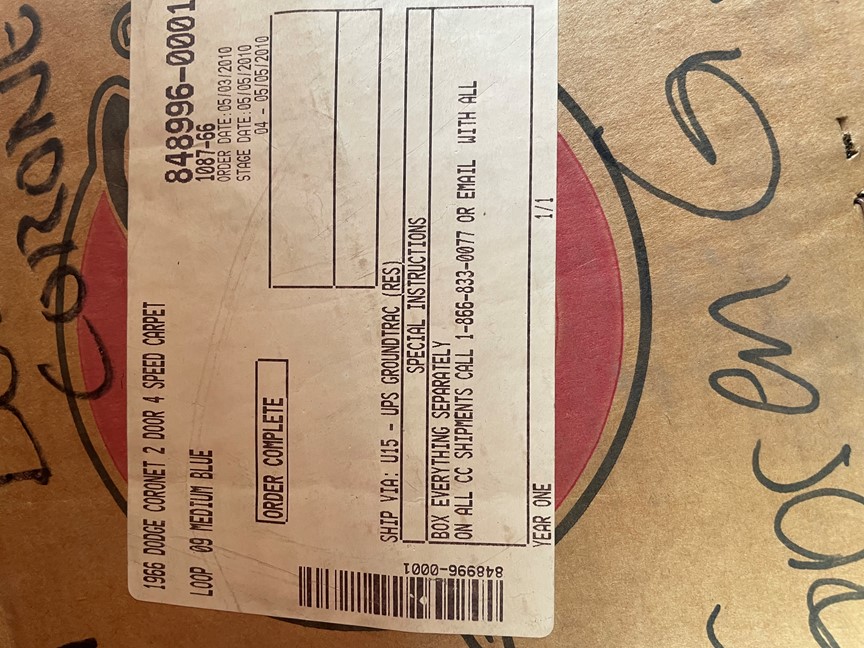 848996-0001
1087-66
ORDER DATE:05/03/2010
STAGE DATE:05/05/2010
04 - 05/05/2010
1966 DODGE CORONET 2 DOOR 4 SPEED CARPET
LOOP 09 MEDIUM BLUE
ORDER COMPLETE
SHIP VIA: U15 - UPS GROUNDTRAC (RES)
SPECIAL INSTRUCTIONS
BOX EVERYTHING SEPARATELY
ON ALL CC SHIPMENTS CALL 1-866-833-0077 OR EMAIL WITH ALL
YEAR ONE 1/1
848996-0001
CORONE